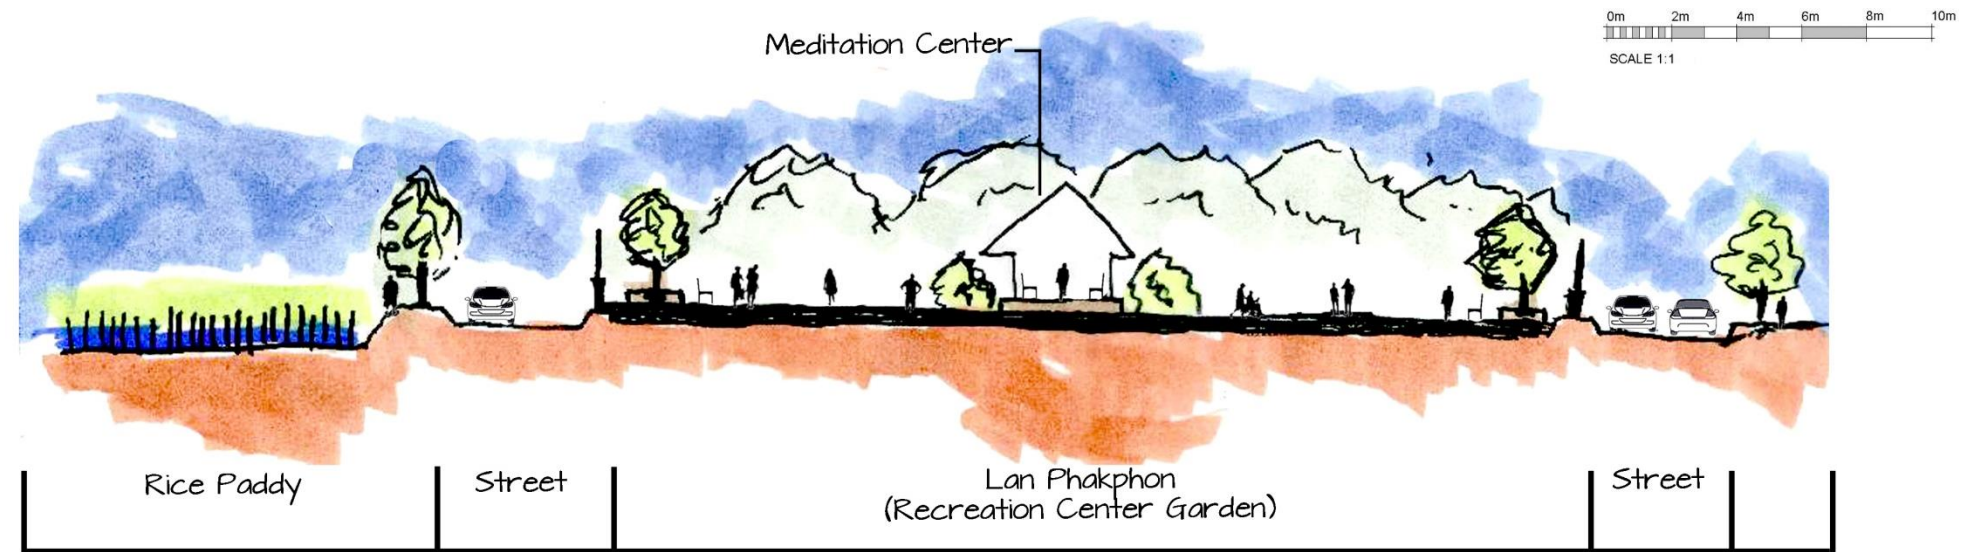 0m 2m 4m 6m 8m 10m
SCALE 1:1
Meditation Center
Rice Paddy
Street
Lan Phakphon
(Recreation Center Garden)
Street